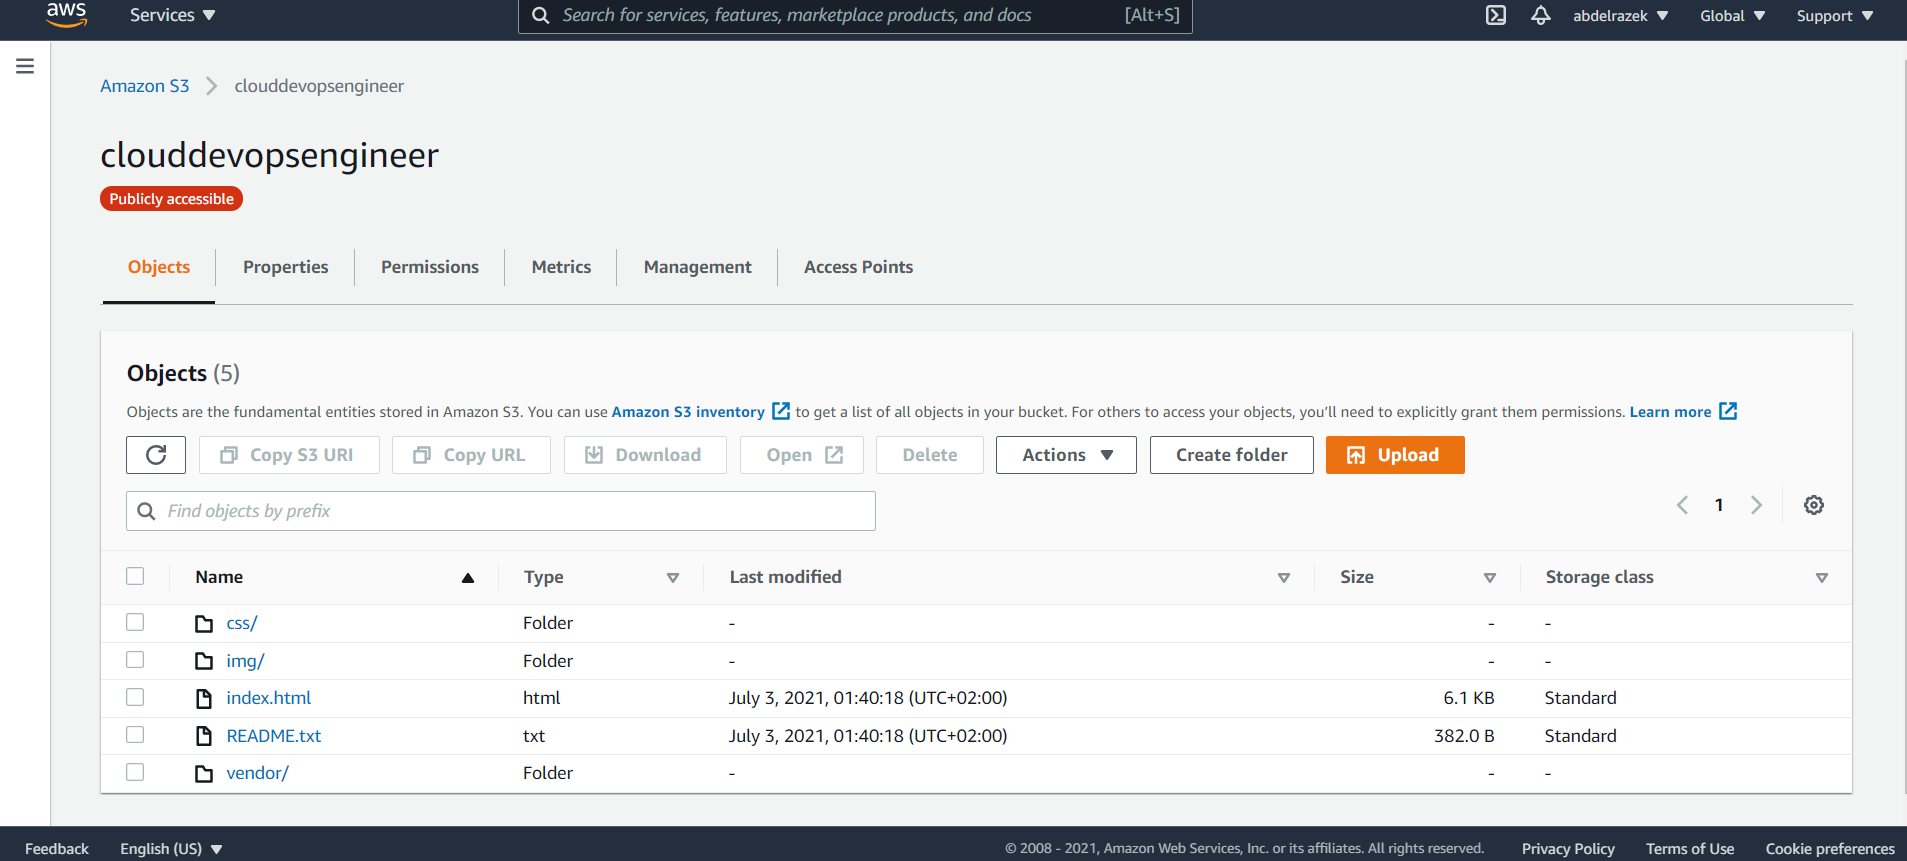 aws Services Search for services, features, marketplace products, and docs [Alt+S] abdelrazek Global Support
Amazon S3 clouddevopsengineer
clouddevopsengineer
Publicly accessible
Objects Properties Permissions Metrics Management Access Points
Objects (5)
Objects are the fundamental entities stored in Amazon S3. You can use Amazon S3 inventory to get a list of all objects in your bucket. For others to access your objects, you'll need to explicitly grant them permissions. Learn more
Copy S3 URI Copy URL Download Open Delete Actions Create folder Upload
Find objects by prefix 1
Name Type Last modified Size Storage class
css/ Folder - - -
img/ Folder - - -
index.html html July 3, 2021, 01:40:18 (UTC+02:00) 6.1 KB Standard
README.txt txt July 3, 2021, 01:40:18 (UTC+02:00) 382.0 B Standard
vendor/ Folder - - -
Feedback English (US) © 2008 - 2021, Amazon Web Services, Inc. or its affiliates. All rights reserved. Privacy Policy Terms of Use Cookie preferences